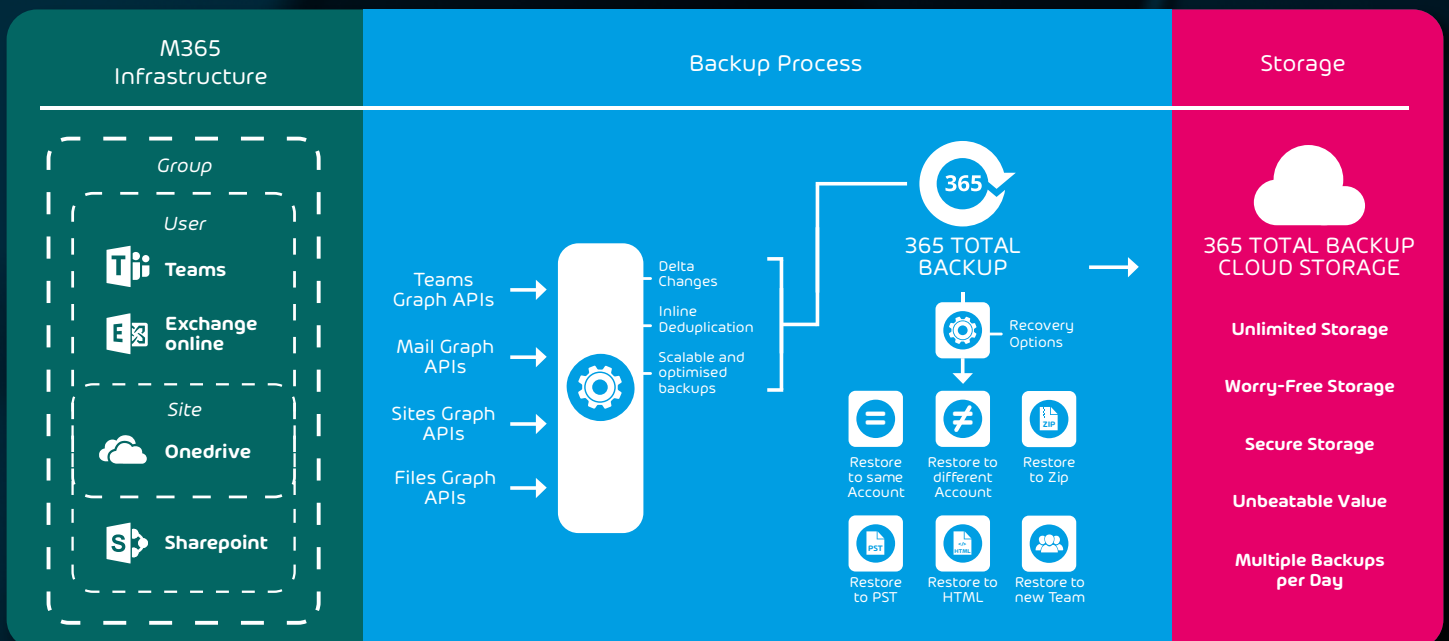 M365
Infrastructure
Backup Process
Storage
Group
User
T
Teams
E
Exchange
online
Site
Onedrive
S
Sharepoint
Teams
Graph APIs
Mail Graph
APIs
Sites Graph
APIs
Files Graph
APIs
Delta
Changes
Inline
Deduplication
Scalable and
optimised
backups
365
365 TOTAL
BACKUP
Recovery
Options
Restore
to same
Account
Restore to
different
Account
ZIP
Restore
to Zip
PST
Restore
to PST
</>
HTML
Restore to
HTML
Restore to
new Team
365 TOTAL BACKUP
CLOUD STORAGE
Unlimited Storage
Worry-Free Storage
Secure Storage
Unbeatable Value
Multiple Backups
per Day